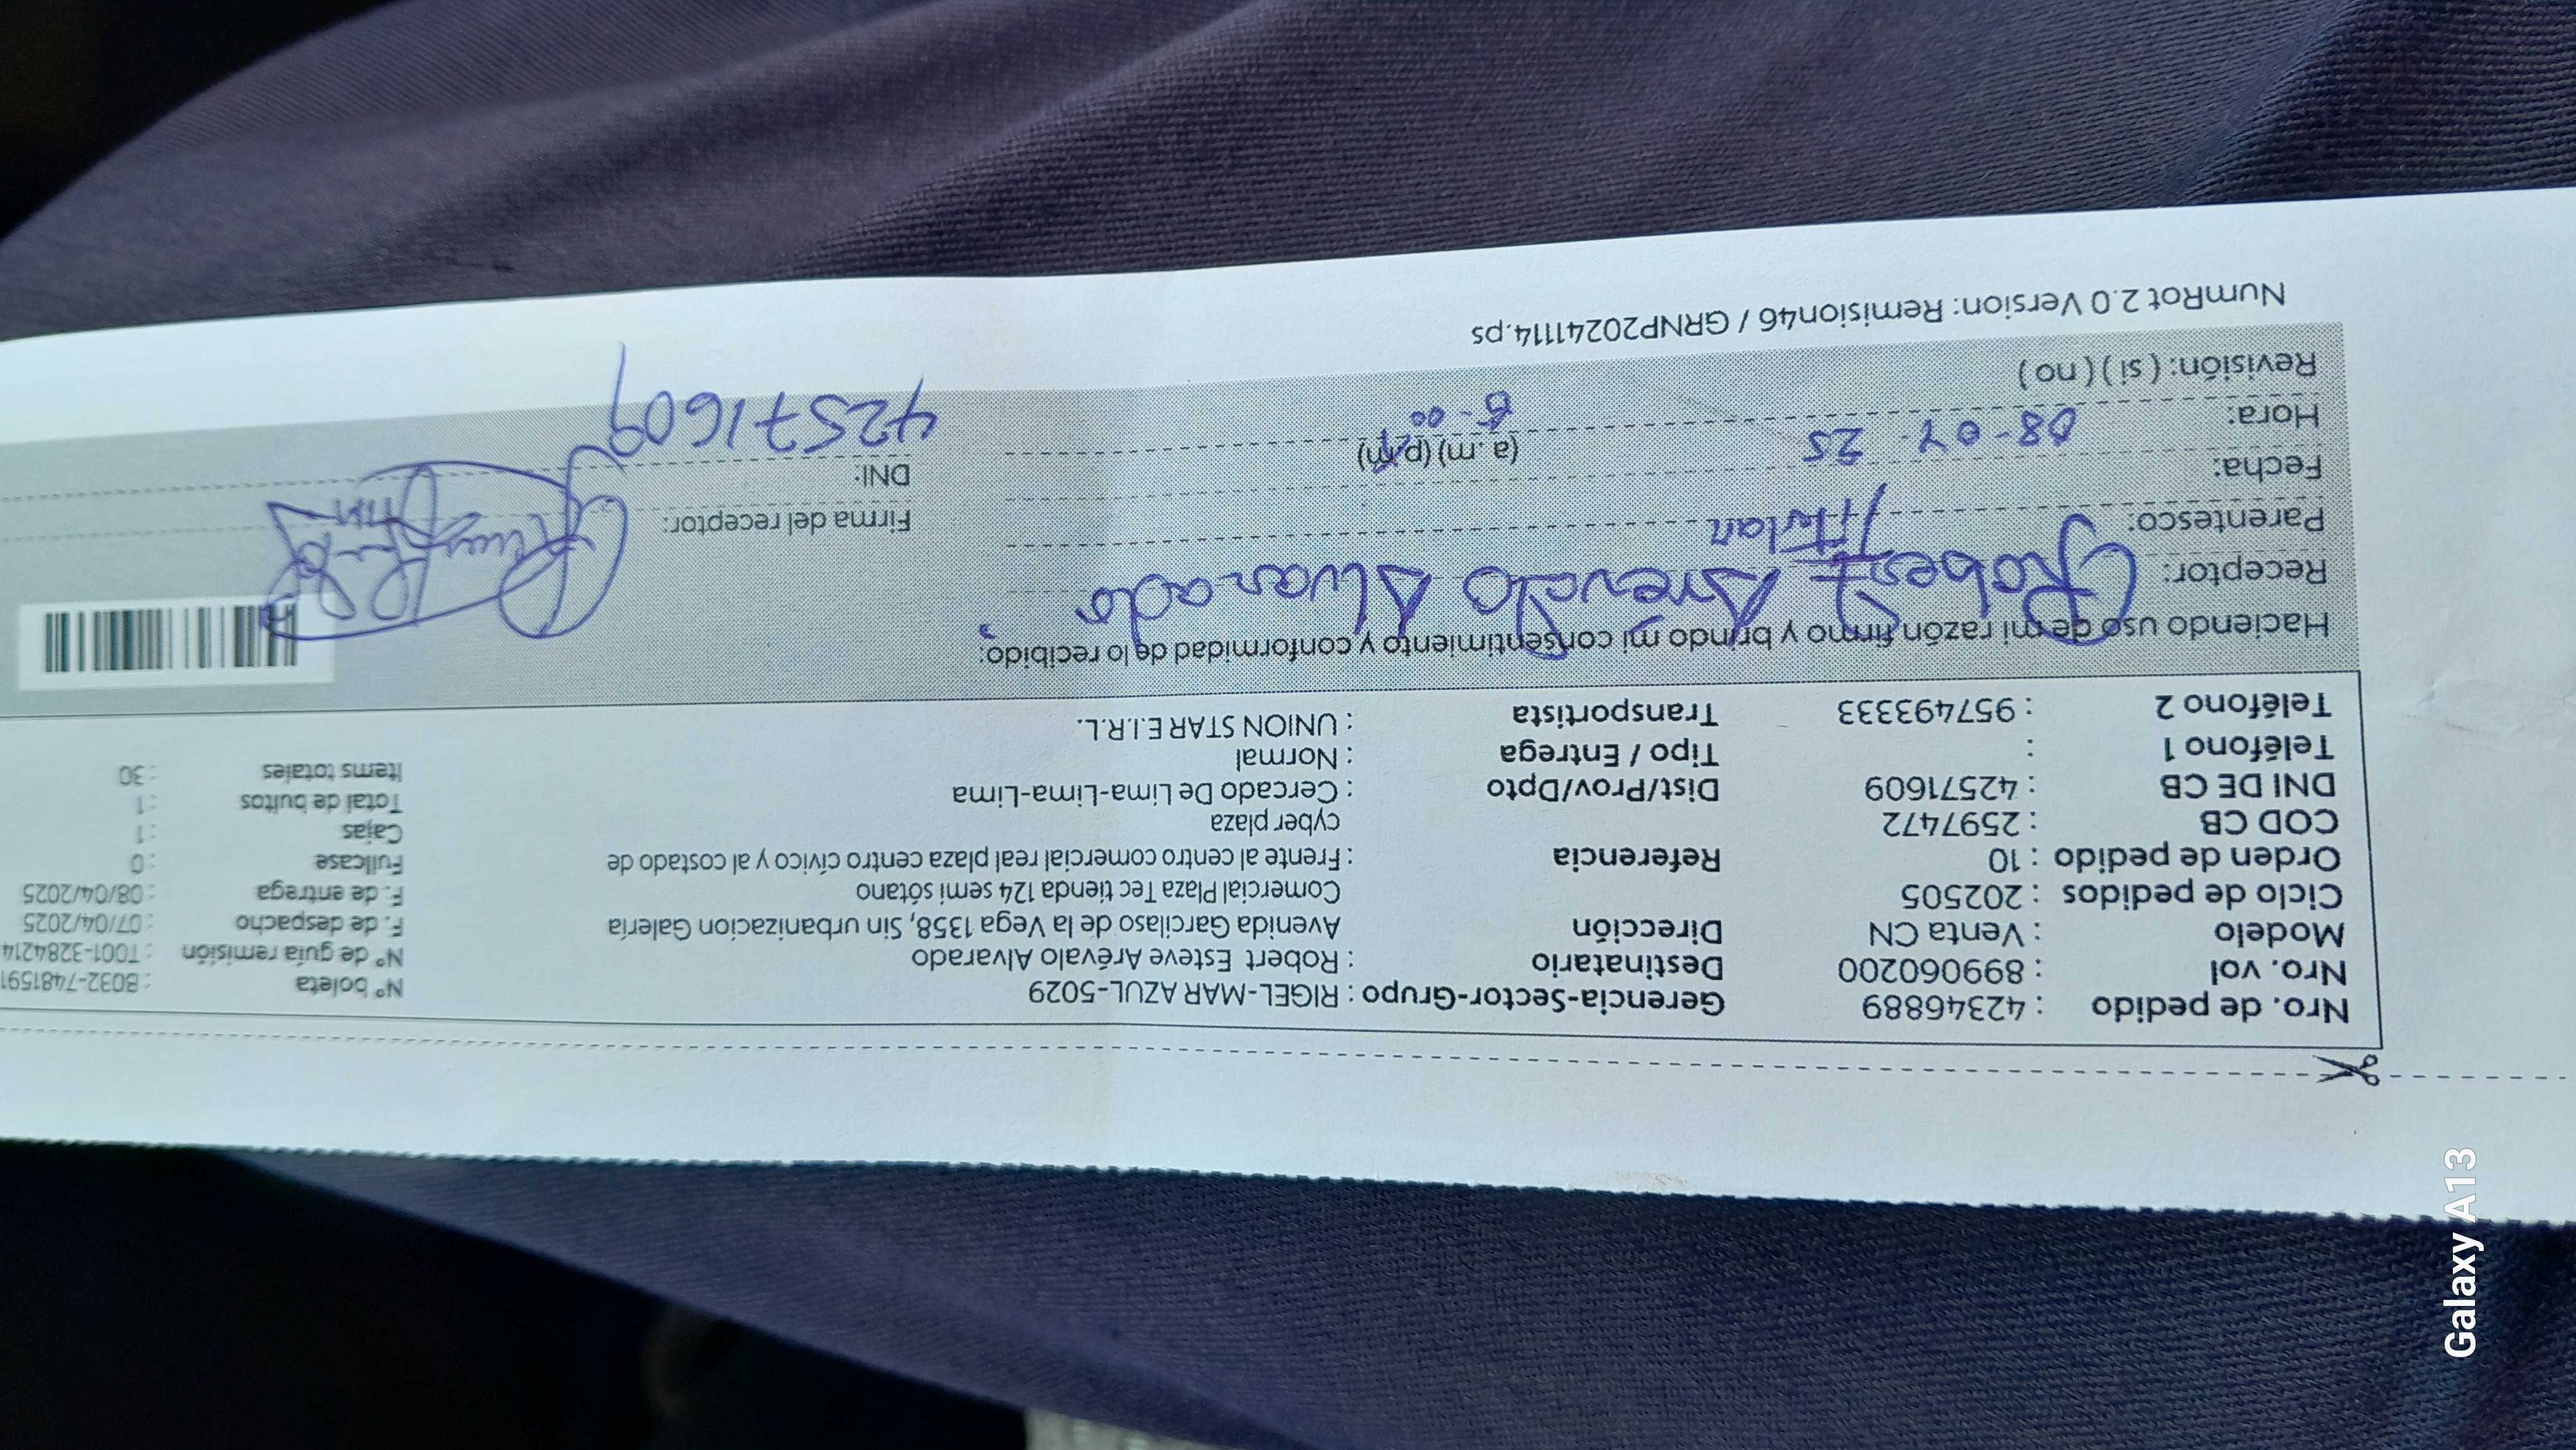 Nro. de pedido : 42346889 Gerencia-Sector-Grupo : RIGEL-MAR AZUL-5029 Nº boleta : B032-7481591
Nro. vol : 899060200 Destinatario : Robert Esteve Arévalo Alvarado Nº de guía remisión : T001-3284214
Modelo : Venta CN Dirección Avenida Garcilaso de la Vega 1358, Sin urbanizacion Galería F. de despacho : 07/04/2025
Ciclo de pedidos : 202505 Comercial Plaza Tec tienda 124 semi sótano F. de entrega : 08/04/2025
Orden de pedido : 10 Referencia : Frente al centro comercial real plaza centro cívico y al costado de Fullcase : 0
COD CB : 2597472 cyber plaza Cajas : 1
DNI DE CB : 42571609 Dist/Prov/Dpto : Cercado De Lima-Lima-Lima Total de bultos : 1
Teléfono 1 : Tipo / Entrega : Normal Items totales : 30
Teléfono 2 : 957493333 Transportista : UNION STAR E.I.R.L.
Haciendo uso de mi razón firmo y brindo mi consentimiento y conformidad de lo recibido:
Receptor: Robert Arévalo Alvarado
Parentesco: Firma del receptor:
Fecha: 08-04-25 DNI: 42571609
Hora: (a.m) (p.m)
Revisión: ( si ) ( no )
NumRot 2.0 Version: Remision46 / GRNP20241114.ps
Galaxy A13